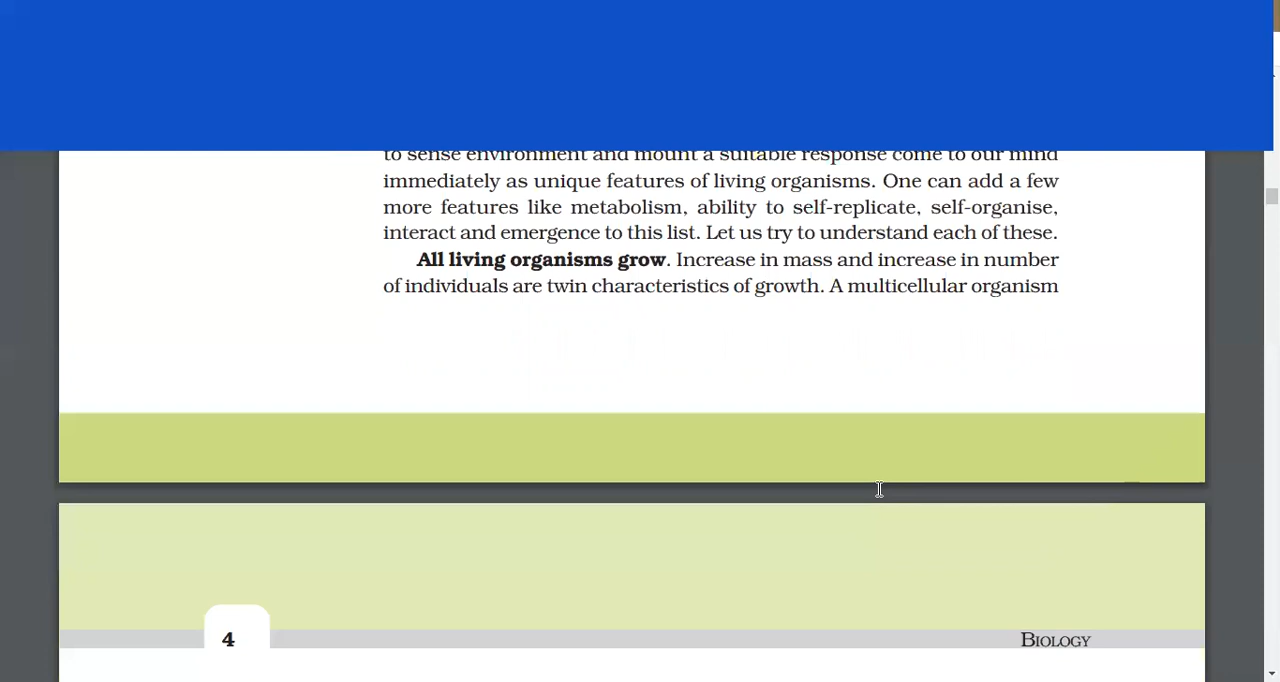 to sense environment and mount a suitable response come to our mind
immediately as unique features of living organisms. One can add a few
more features like metabolism, ability to self-replicate, self-organise,
interact and emergence to this list. Let us try to understand each of these.
All living organisms grow. Increase in mass and increase in number
of individuals are twin characteristics of growth. A multicellular organism
4
BIOLOGY